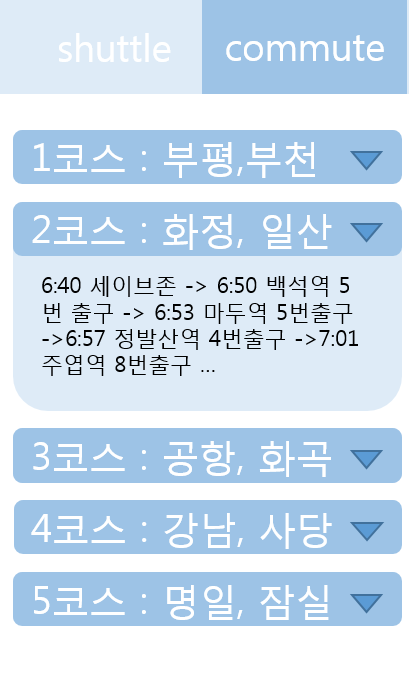 shuttle commute
1코스 : 부평,부천
2코스 : 화정, 일산
6:40 세이브존 -> 6:50 백석역 5
번 출구 -> 6:53 마두역 5번출구
->6:57 정발산역 4번출구 ->7:01
주엽역 8번출구 ...
3코스 : 공항, 화곡
4코스 : 강남, 사당
5코스 : 명일, 잠실